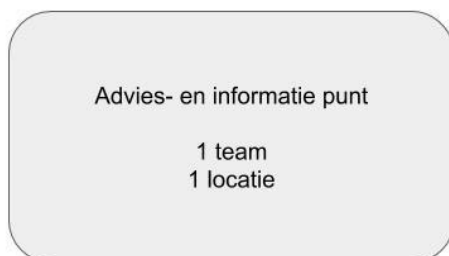 Advies- en informatie punt
1 team
1 locatie